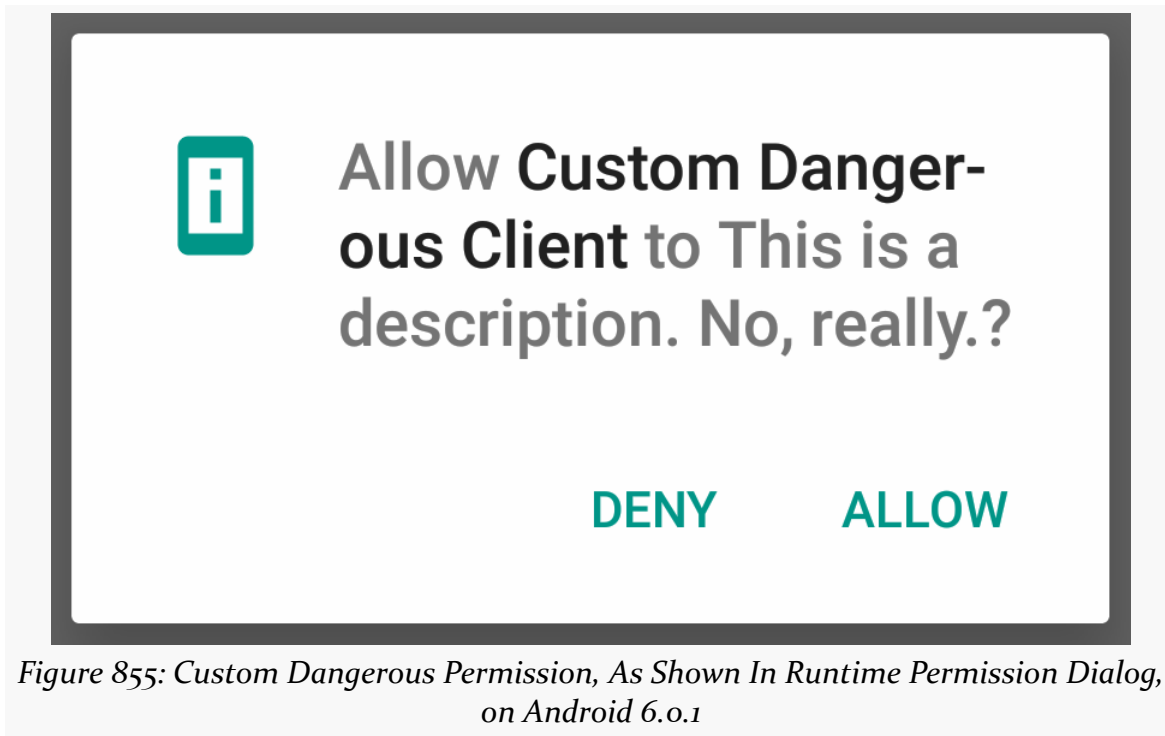 Allow Custom Danger-
ous Client to This is a
description. No, really.?
DENY ALLOW
Figure 855: Custom Dangerous Permission, As Shown In Runtime Permission Dialog,
on Android 6.0.1